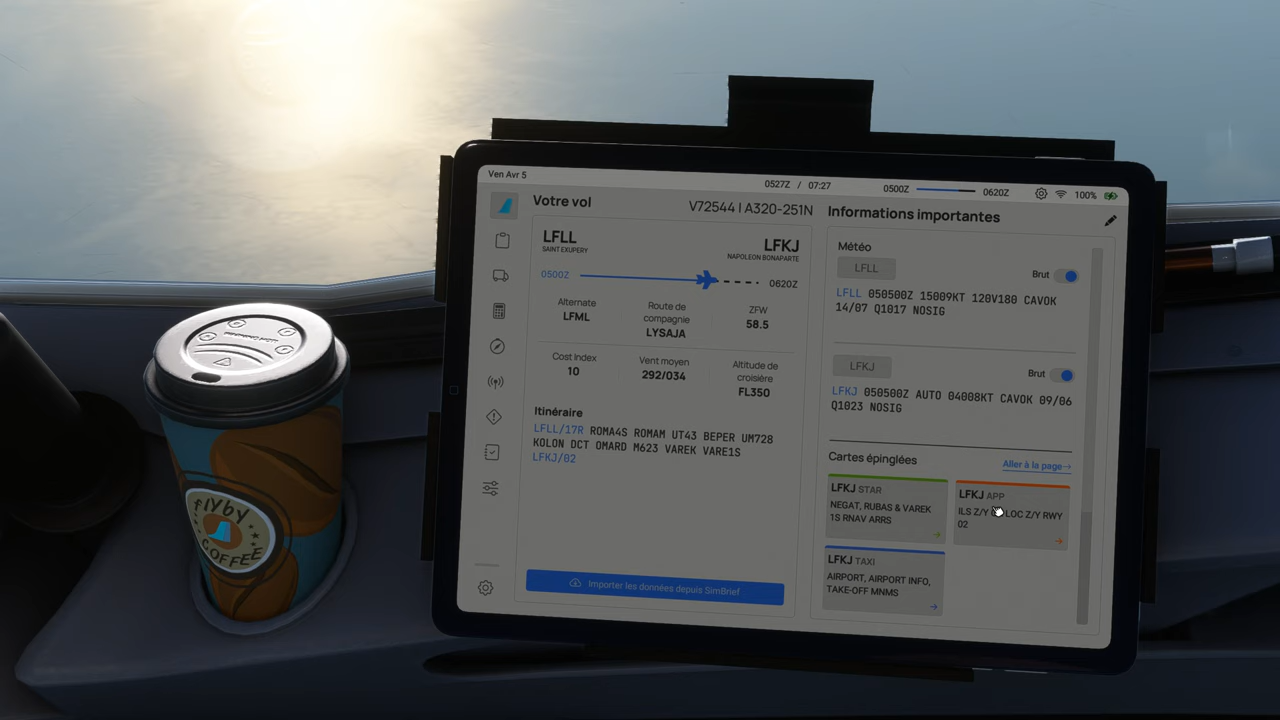 Ven Avr 5
0527Z / 07:27
0500Z
0620Z
100%
Votre vol
V72544 | A320-251N
LFLL
SAINT EXUPERY
LFKJ
NAPOLEON BONAPARTE
0500Z
0620Z
Alternate
LFML
Route de
compagnie
LYSAJA
ZFW
58.5
Cost Index
10
Vent moyen
292/034
Altitude de
croisière
FL350
Itinéraire
LFLL/17R ROMA4S ROMAM UT43 BEPER UM728
KOLON DCT OMARD M623 VAREK VARE1S
LFKJ/02
Importer les données depuis SimBrief
Informations importantes
Météo
LFLL
Brut
LFLL 050500Z 15009KT 120V180 CAVOK
14/07 Q1017 NOSIG
LFKJ
Brut
LFKJ 050500Z AUTO 04008KT CAVOK 09/06
Q1023 NOSIG
Cartes épinglées
Aller à la page→
LFKJ STAR
NEGAT, RUBAS & VAREK
1S RNAV ARRS
LFKJ APP
ILS Z/Y LOC Z/Y RWY
02
LFKJ TAXI
AIRPORT, AIRPORT INFO,
TAKE-OFF MNMS
flyby
COFFEE